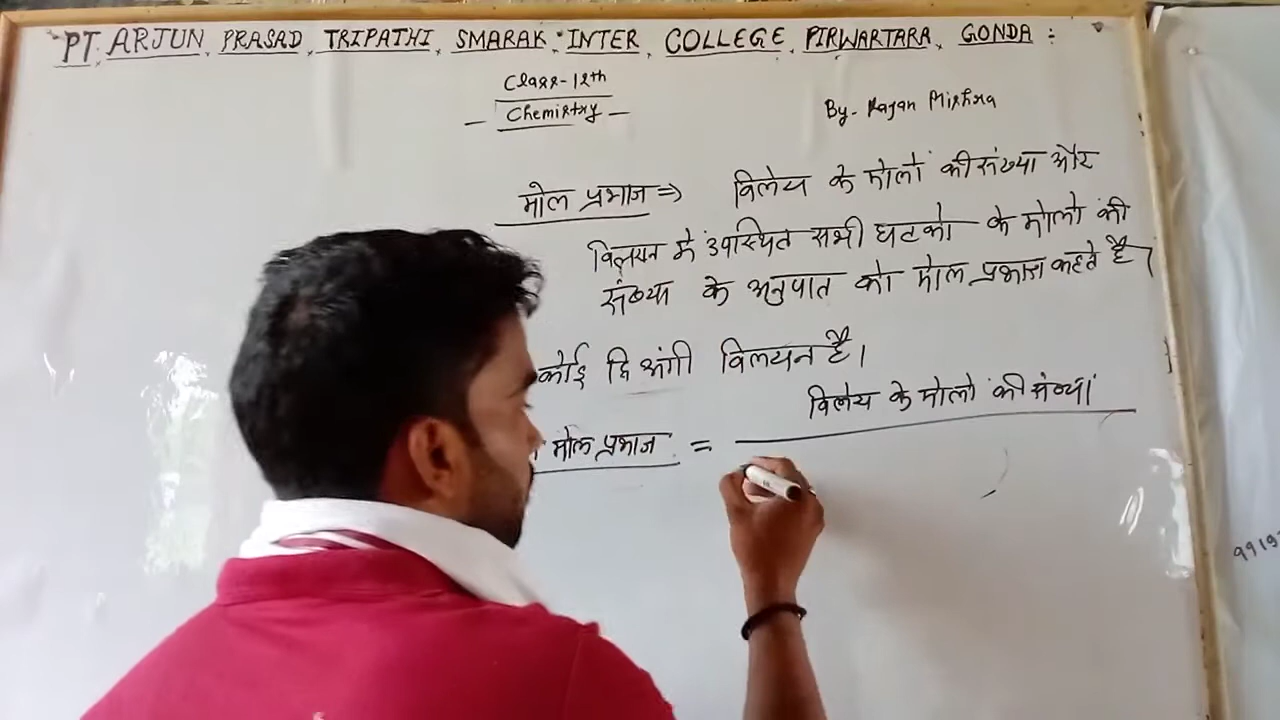 PT. ARJUN PRASAD TRIPATHI SMARAK INTER COLLEGE PIRWARTARA, GONDA :
Class-12th
Chemistry
By- Rajan Mishra
मोल प्रभाज ⇒ विलेय के मोलों की संख्या और
विलयन में उपस्थित सभी घटको के मोलो की
संख्या के अनुपात को मोल प्रभाज कहते है।
कोई द्विअंगी विलयन है।
विलेय के मोलो की संख्या
मोल प्रभाज =
9919